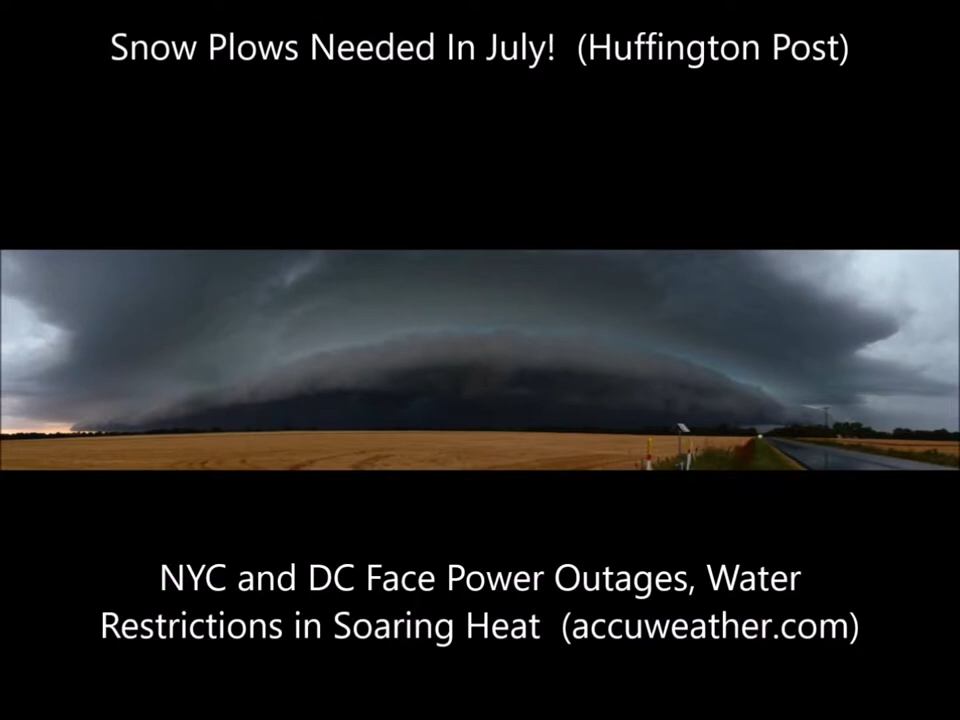 Snow Plows Needed In July!  (Huffington Post)
NYC and DC Face Power Outages, Water
Restrictions in Soaring Heat  (accuweather.com)